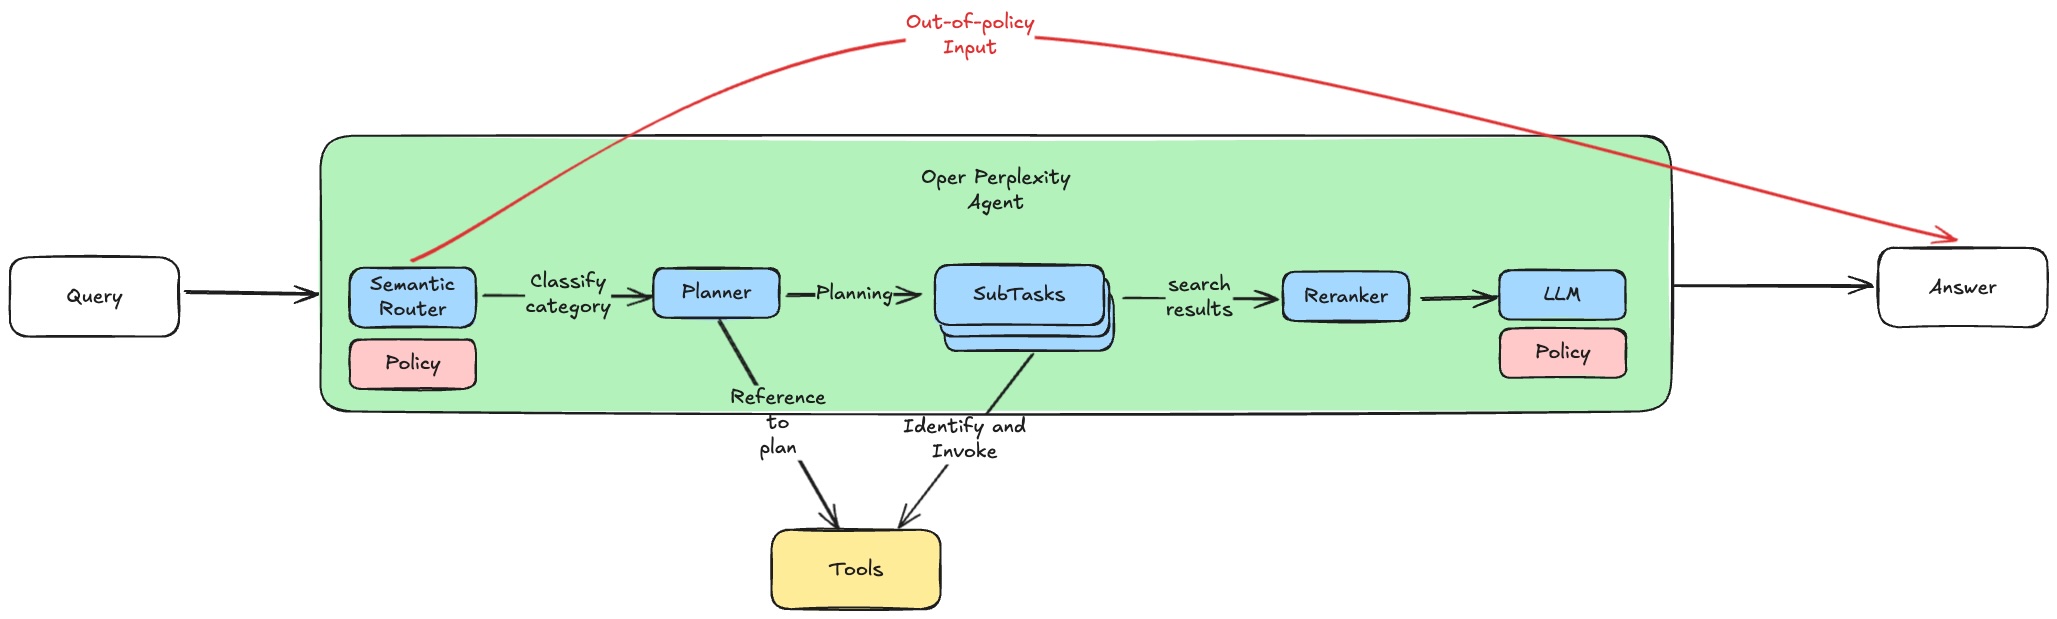 Out-of-policy
Input
Oper Perplexity
Agent
Query
Semantic
Router
Policy
Classify
category
Planner
Planning
SubTasks
search
results
Reranker
LLM
Policy
Answer
Reference
to
plan
Identify and
Invoke
Tools